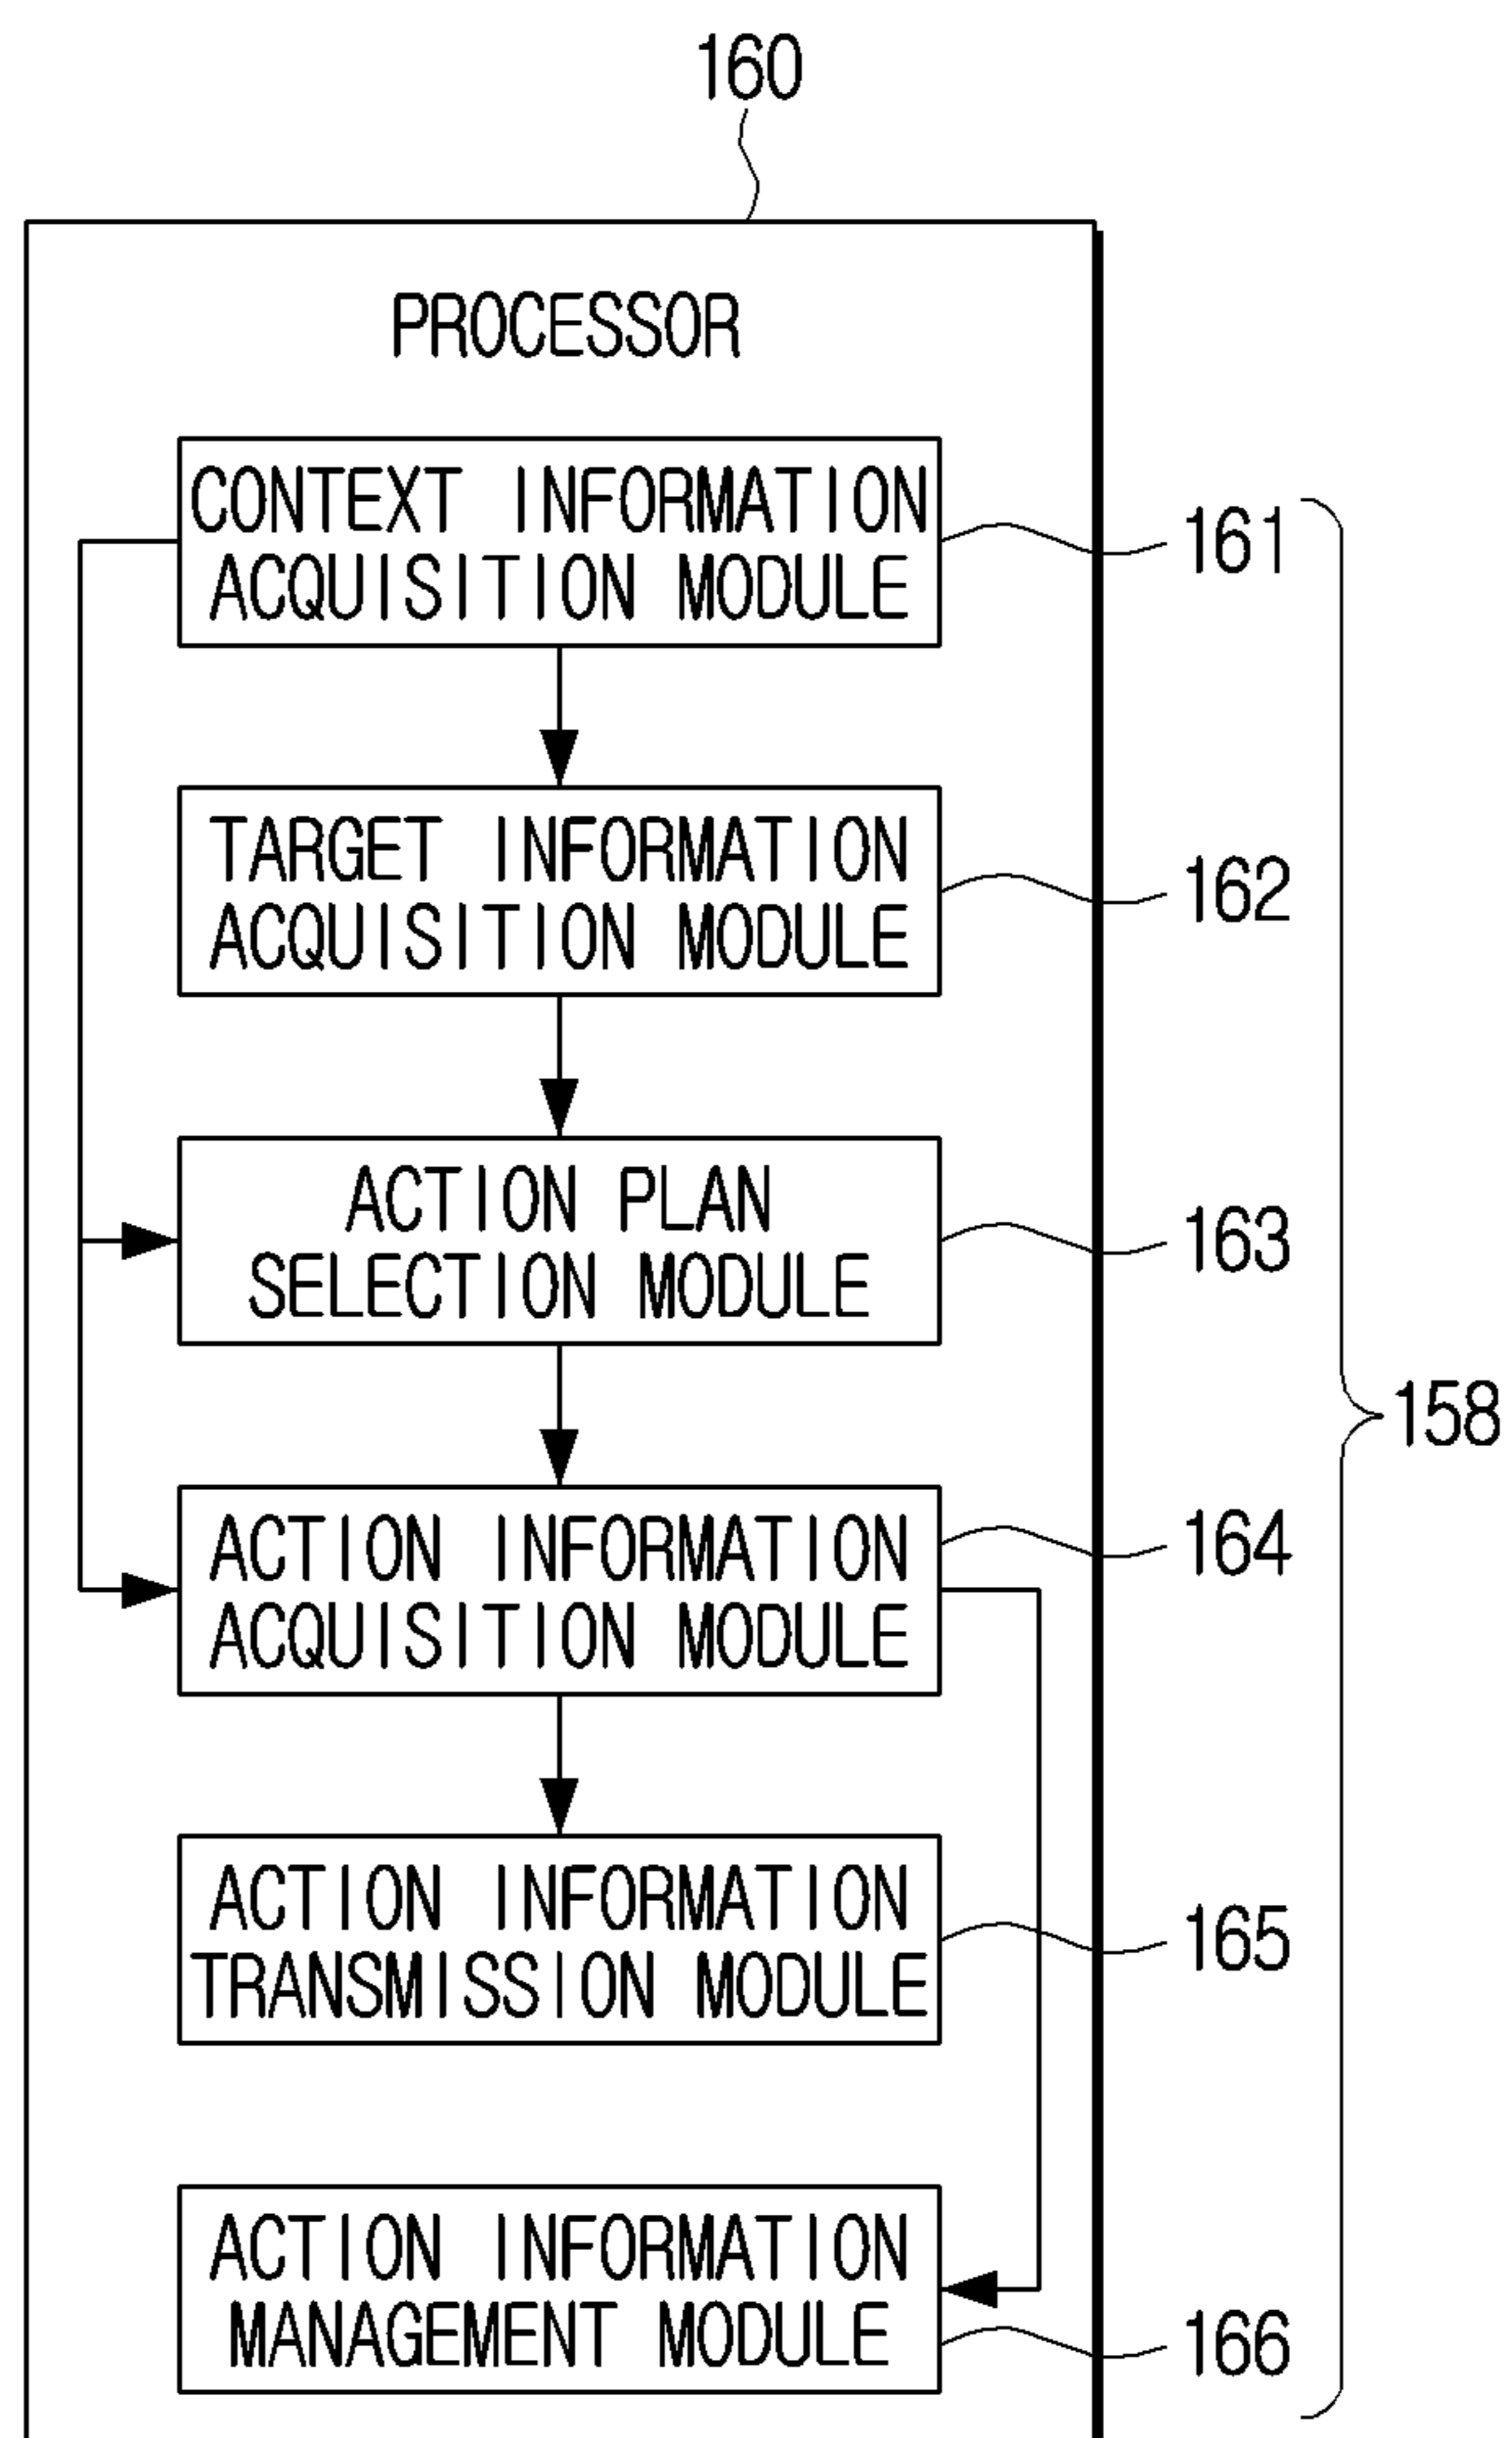 160
PROCESSOR
CONTEXT INFORMATION
ACQUISITION MODULE
161
TARGET INFORMATION
ACQUISITION MODULE
162
ACTION PLAN
SELECTION MODULE
163
158
ACTION INFORMATION
ACQUISITION MODULE
164
ACTION INFORMATION
TRANSMISSION MODULE
165
ACTION INFORMATION
MANAGEMENT MODULE
166